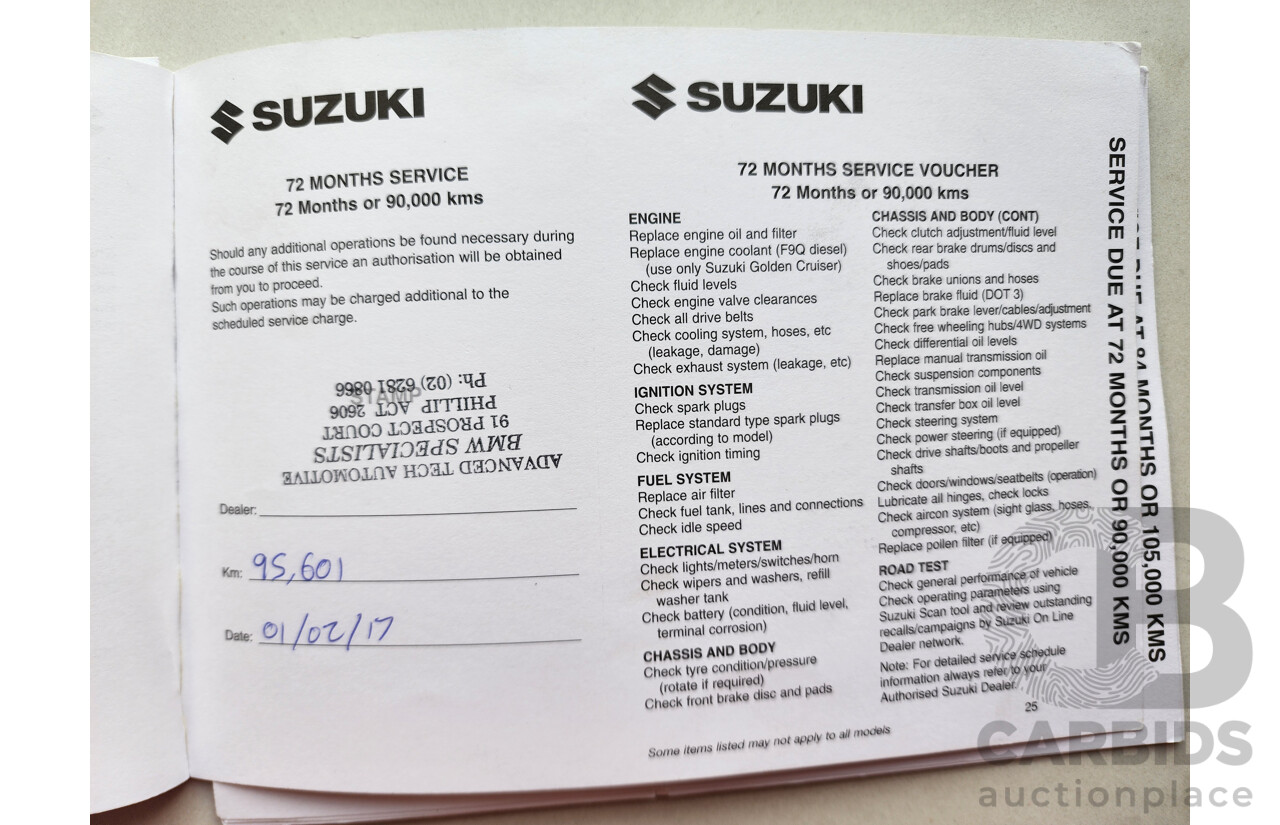 SUZUKI
72 MONTHS SERVICE
72 Months or 90,000 kms
Should any additional operations be found necessary during
the course of this service an authorisation will be obtained
from you to proceed.
Such operations may be charged additional to the
scheduled service charge.
STAMP
ADVANCED TECH AUTOMOTIVE
BMW SPECIALISTS
91 PROSPECT COURT
PHILLIP ACT 2606
Ph: (02) 6281 0866
Dealer:
Km: 95,601
Date: 01/02/17
SUZUKI
72 MONTHS SERVICE VOUCHER
72 Months or 90,000 kms
ENGINE
Replace engine oil and filter
Replace engine coolant (F9Q diesel)
(use only Suzuki Golden Cruiser)
Check fluid levels
Check engine valve clearances
Check all drive belts
Check cooling system, hoses, etc
(leakage, damage)
Check exhaust system (leakage, etc)
IGNITION SYSTEM
Check spark plugs
Replace standard type spark plugs
(according to model)
Check ignition timing
FUEL SYSTEM
Replace air filter
Check fuel tank, lines and connections
Check idle speed
ELECTRICAL SYSTEM
Check lights/meters/switches/horn
Check wipers and washers, refill
washer tank
Check battery (condition, fluid level,
terminal corrosion)
CHASSIS AND BODY
Check tyre condition/pressure
(rotate if required)
Check front brake disc and pads
CHASSIS AND BODY (CONT)
Check clutch adjustment/fluid level
Check rear brake drums/discs and
shoes/pads
Check brake unions and hoses
Replace brake fluid (DOT 3)
Check park brake lever/cables/adjustment
Check free wheeling hubs/4WD systems
Check differential oil levels
Replace manual transmission oil
Check suspension components
Check transmission oil level
Check transfer box oil level
Check steering system
Check power steering (if equipped)
Check drive shafts/boots and propeller
shafts
Check doors/windows/seatbelts (operation)
Lubricate all hinges, check locks
Check aircon system (sight glass, hoses,
compressor, etc)
Replace pollen filter (if equipped)
ROAD TEST
Check general performance of vehicle
Check operating parameters using
Suzuki Scan tool and review outstanding
recalls/campaigns by Suzuki On Line
Dealer network.
Note: For detailed service schedule
information always refer to your
Authorised Suzuki Dealer.
25
Some items listed may not apply to all models
SERVICE DUE AT 72 MONTHS OR 90,000 KMS
84 MONTHS OR 105,000 KMS
CARBIDS
auctionplace